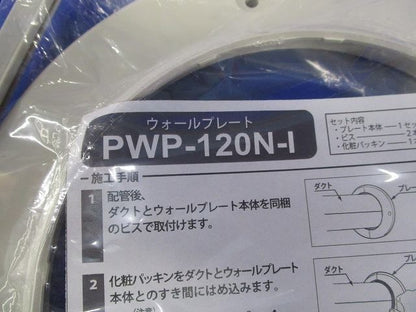 ウォールプレート
PWP-120N-I
セット内容
・プレート本体
・ビス
・化粧パッキン
施工手順
1 配管後、
ダクトとウォールプレート本体を同梱
のビスで取付けます。
ダクト
2 化粧パッキンをダクトとウォールプレート
本体とのすき間にはめ込みます。
ダクト